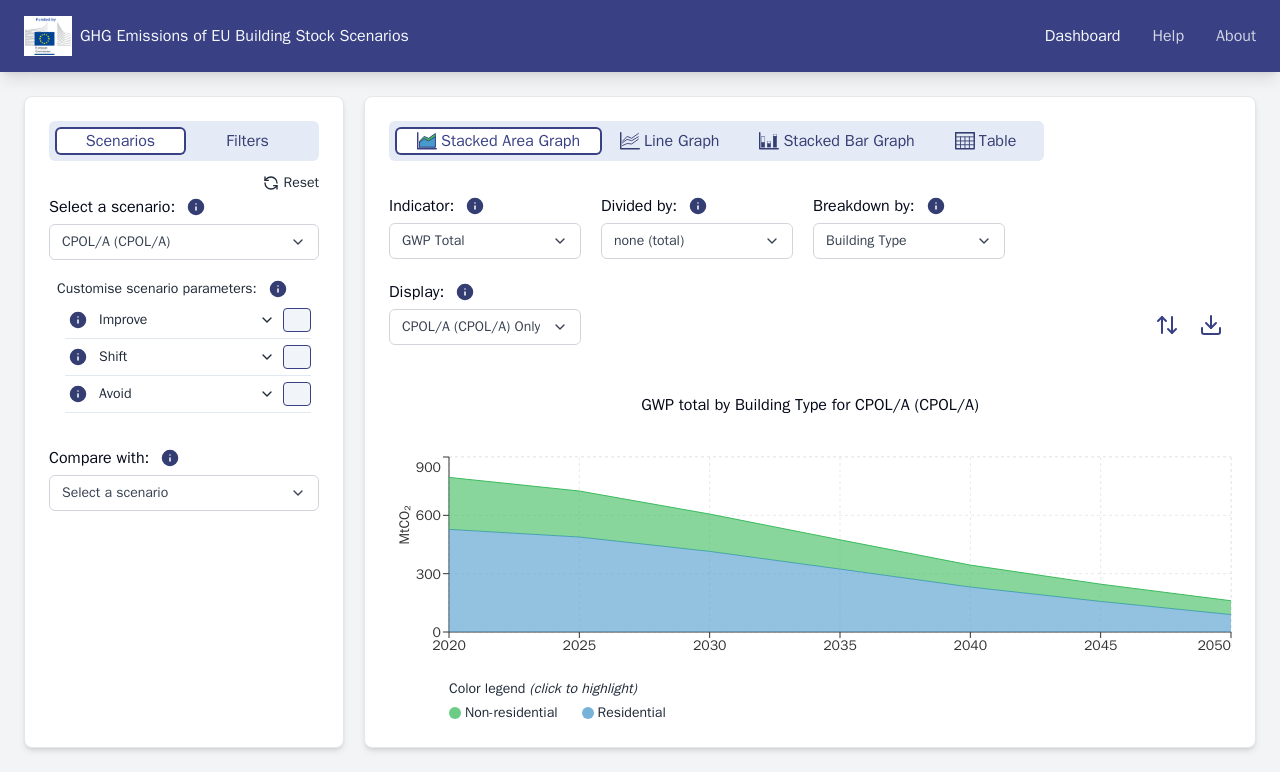 Funded by
GHG Emissions of EU Building Stock Scenarios
Dashboard
Help
About
Scenarios
Filters
Reset
Select a scenario:
CPOL/A (CPOL/A)
Customise scenario parameters:
Improve
Shift
Avoid
Compare with:
Select a scenario
Stacked Area Graph
Line Graph
Stacked Bar Graph
Table
Indicator:
GWP Total
Divided by:
none (total)
Breakdown by:
Building Type
Display:
CPOL/A (CPOL/A) Only
GWP total by Building Type for CPOL/A (CPOL/A)
MtCO₂
900
600
300
0
2020 2025 2030 2035 2040 2045 2050
Color legend (click to highlight)
Non-residential
Residential